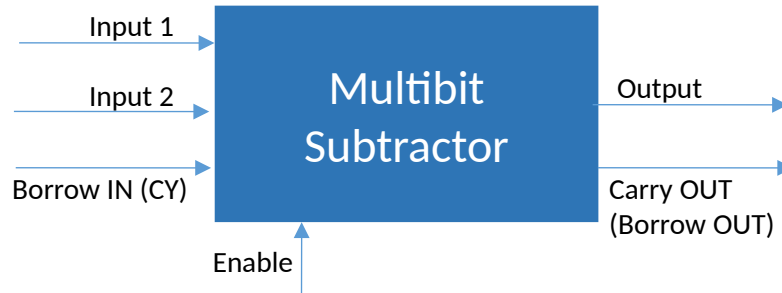 Input 1
Input 2
Borrow IN (CY)
Multibit
Subtractor
Enable
Output
Carry OUT
(Borrow OUT)